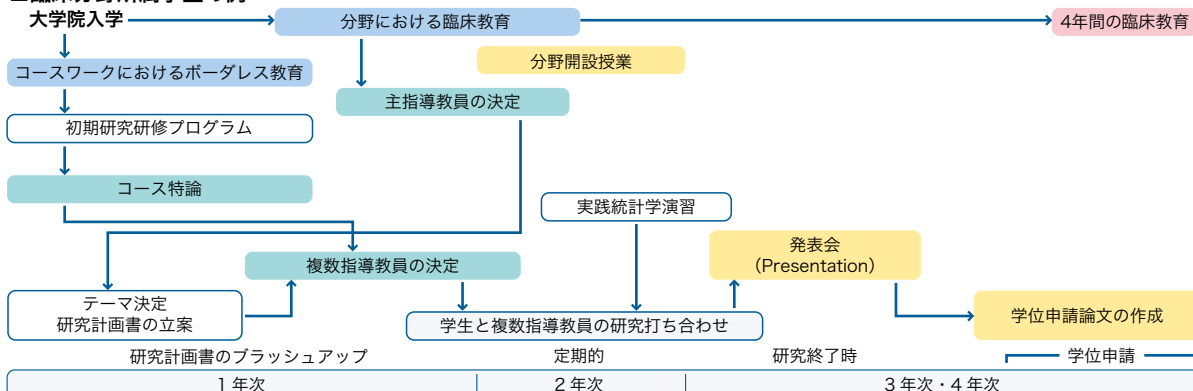 大学院入学
分野における臨床教育
4年間の臨床教育
分野開設授業
コースワークにおけるボーダレス教育
主指導教員の決定
初期研究研修プログラム
コース特論
実践統計学演習
発表会
（Presentation）
複数指導教員の決定
テーマ決定
研究計画書の立案
学生と複数指導教員の研究打ち合わせ
学位申請論文の作成
研究計画書のブラッシュアップ
定期的
研究終了時
学位申請
1年次
2年次
3年次・4年次